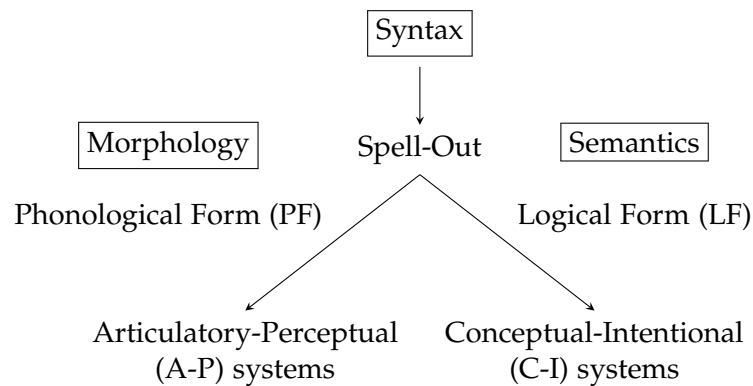 Syntax
Morphology
Spell-Out
Semantics
Phonological Form (PF)
Logical Form (LF)
Articulatory-Perceptual
(A-P) systems
Conceptual-Intentional
(C-I) systems